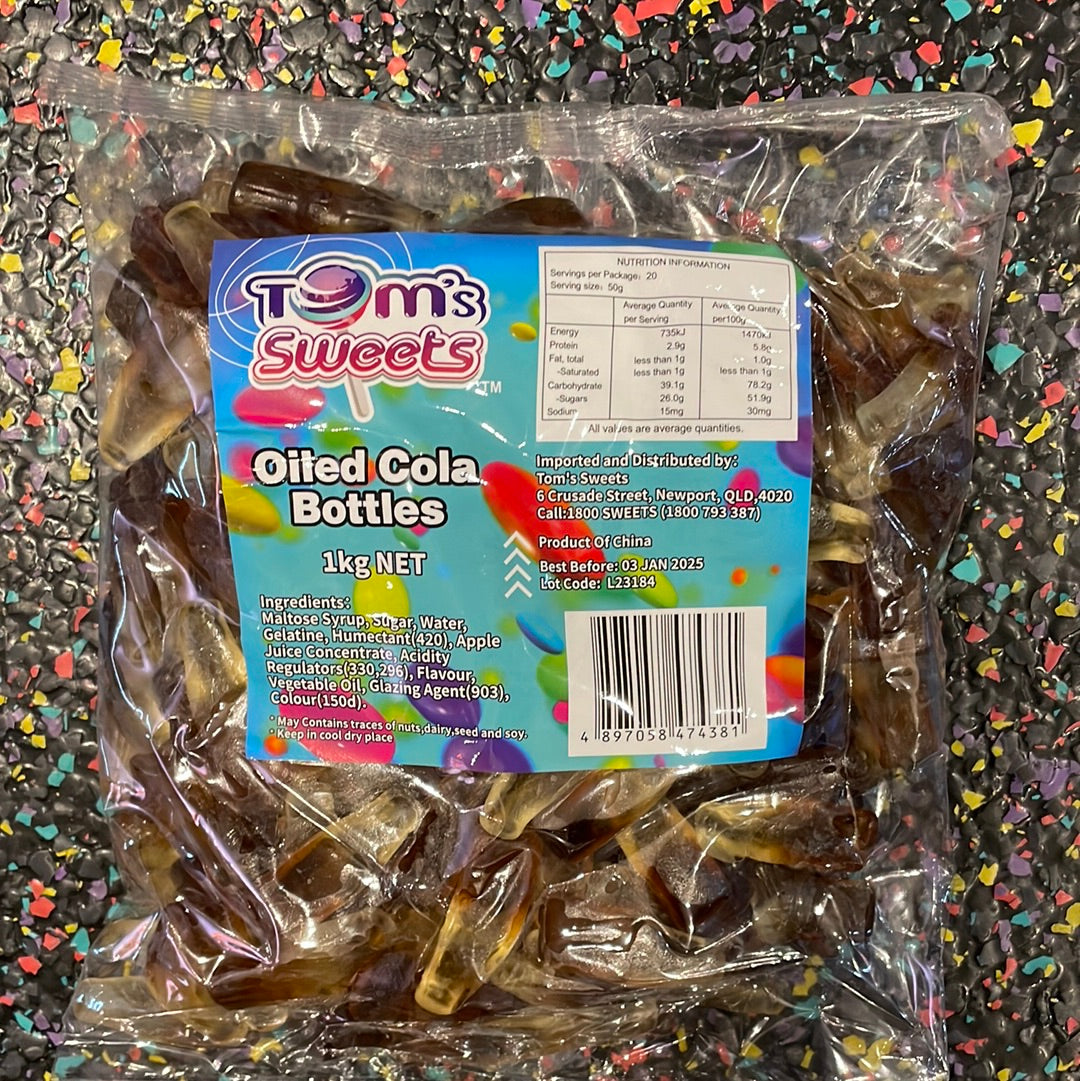 Tom's
Sweets
TM
Oiled Cola
Bottles
1kg NET
Ingredients:
Maltose Syrup, Sugar, Water,
Gelatine, Humectant(420), Apple
Juice Concentrate, Acidity
Regulators(330,296), Flavour,
Vegetable Oil, Glazing Agent(903),
Colour(150d).
* May Contains traces of nuts,dairy,seed and soy.
* Keep in cool dry place
NUTRITION INFORMATION
Servings per Package: 20
Serving size: 50g
Average Quantity per Serving Average Quantity per100g
Energy 735kJ 1470kJ
Protein 2.9g 5.8g
Fat, total less than 1g 1.0g
-Saturated less than 1g less than 1g
Carbohydrate 39.1g 78.2g
-Sugars 26.0g 51.9g
Sodium 15mg 30mg
All values are average quantities.
Imported and Distributed by:
Tom's Sweets
6 Crusade Street, Newport, QLD,4020
Call:1800 SWEETS (1800 793 387)
Product Of China
Best Before: 03 JAN 2025
Lot Code: L23184
4 897058 474381